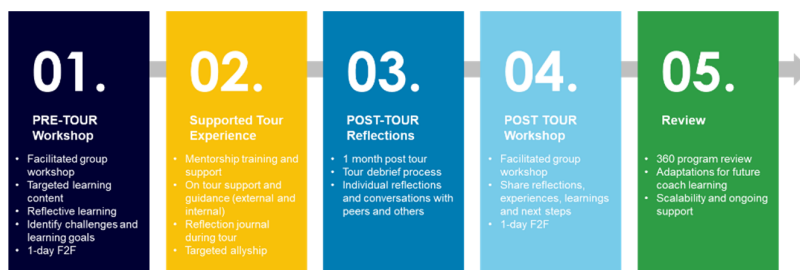 01.
PRE-TOUR
Workshop
• Facilitated group
workshop
• Targeted learning
content
• Reflective learning
• Identify challenges and
learning goals
• 1-day F2F
02.
Supported Tour
Experience
• Mentorship training and
support
• On tour support and
guidance (external and
internal)
• Reflection journal
during tour
• Targeted allyship
03.
POST-TOUR
Reflections
• 1 month post tour
• Tour debrief process
• Individual reflections
and conversations with
peers and others
04.
POST TOUR
Workshop
• Facilitated group
workshop
• Share reflections,
experiences, learnings
and next steps
• 1-day F2F
05.
Review
• 360 program review
• Adaptations for future
coach learning
• Scalability and ongoing
support